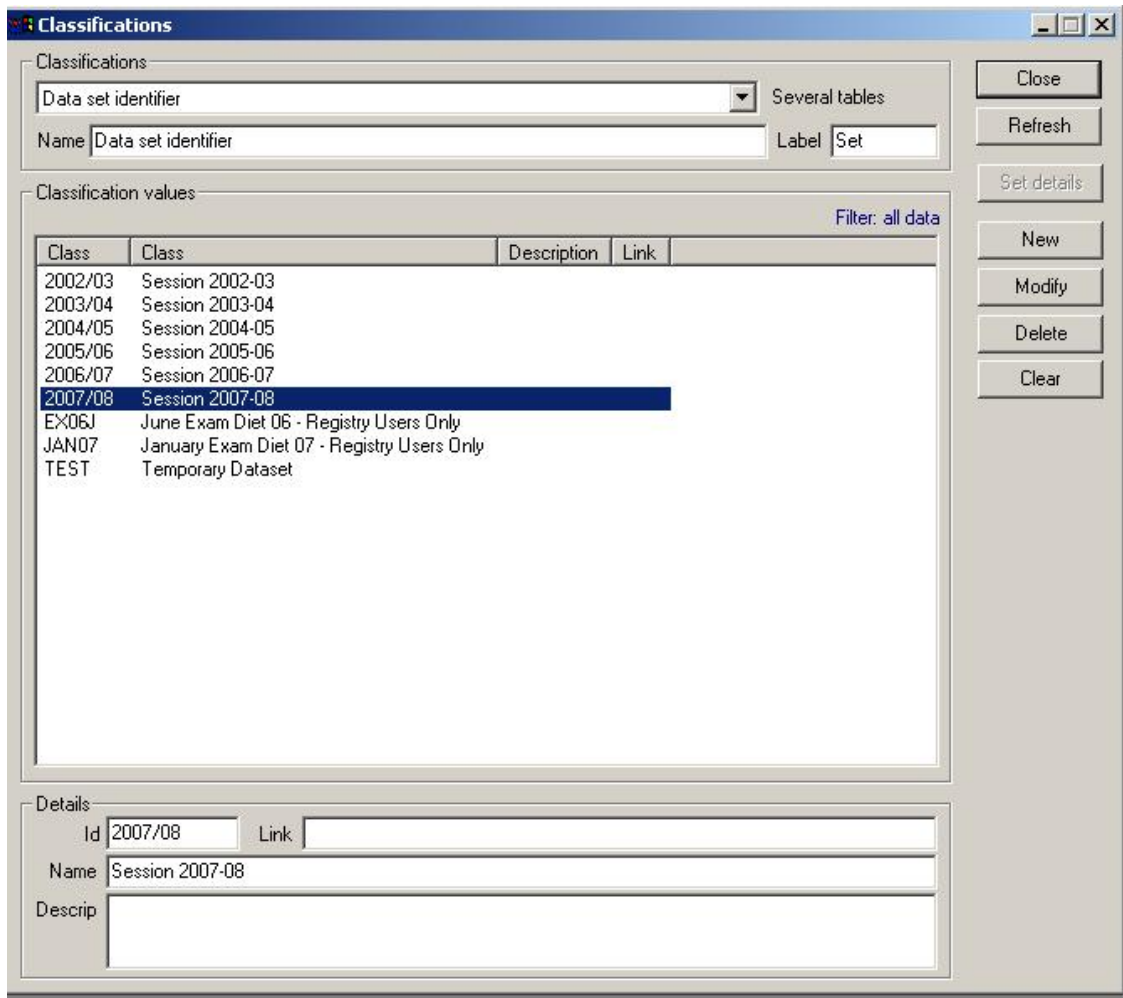 Classifications
Classifications
Data set identifier Several tables
Name Data set identifier Label Set
Close
Refresh
Set details
New
Modify
Delete
Clear
Classification values
Filter: all data
Class Class Description Link
2002/03 Session 2002-03
2003/04 Session 2003-04
2004/05 Session 2004-05
2005/06 Session 2005-06
2006/07 Session 2006-07
2007/08 Session 2007-08
EX06J June Exam Diet 06 - Registry Users Only
JAN07 January Exam Diet 07 - Registry Users Only
TEST Temporary Dataset
Details
Id 2007/08 Link
Name Session 2007-08
Descrip